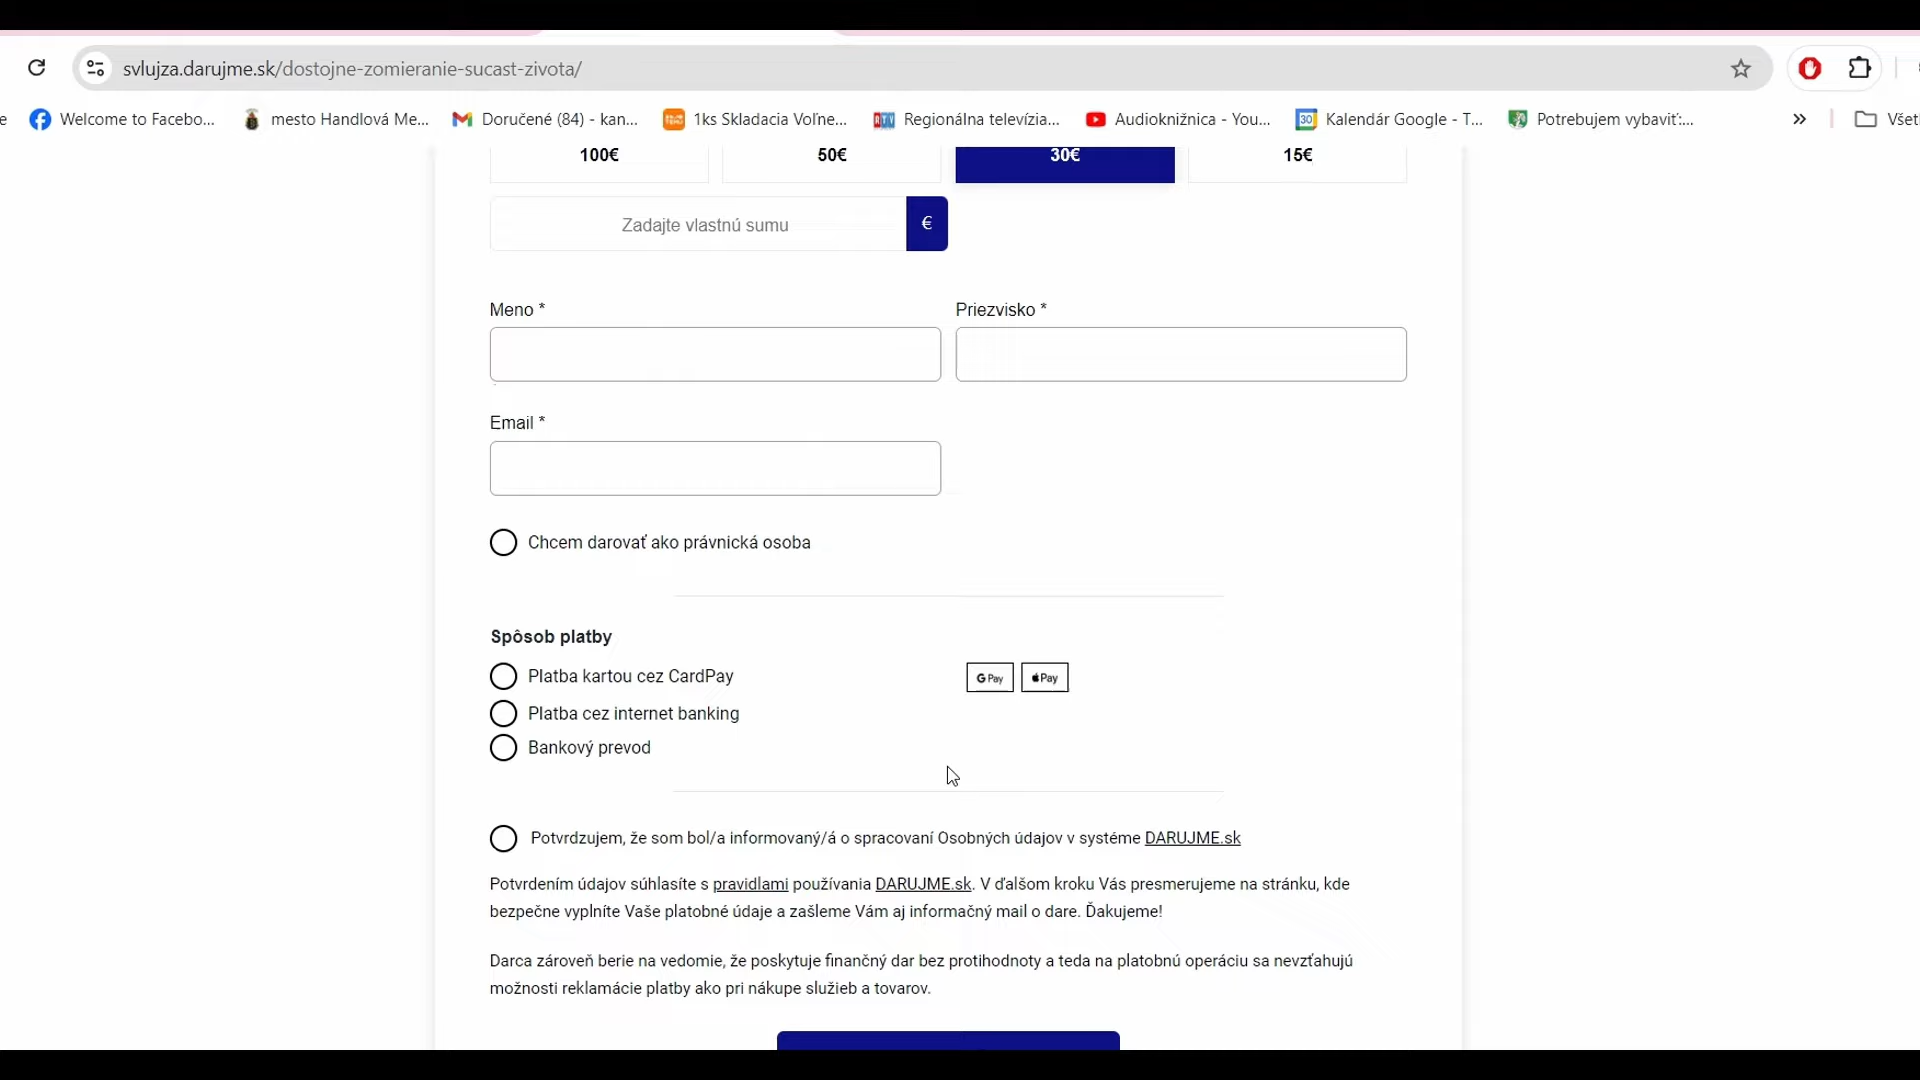 svlujza.darujme.sk/dostojne-zomieranie-sucast-zivota/
e Welcome to Facebo... mesto Handlová Me... Doručené (84) - kan... 1ks Skladacia Voľne... Regionálna televízia... Audioknižnica - You... 30 Kalendár Google - T... Potrebujem vybaviť:... » Všet
100€ 50€ 30€ 15€
Zadajte vlastnú sumu €
Meno * Priezvisko *
Email *
Chcem darovať ako právnická osoba
Spôsob platby
Platba kartou cez CardPay G Pay Pay
Platba cez internet banking
Bankový prevod
Potvrdzujem, že som bol/a informovaný/á o spracovaní Osobných údajov v systéme DARUJME.sk
Potvrdením údajov súhlasíte s pravidlami používania DARUJME.sk. V ďalšom kroku Vás presmerujeme na stránku, kde
bezpečne vyplníte Vaše platobné údaje a zašleme Vám aj informačný mail o dare. Ďakujeme!
Darca zároveň berie na vedomie, že poskytuje finančný dar bez protihodnoty a teda na platobnú operáciu sa nevzťahujú
možnosti reklamácie platby ako pri nákupe služieb a tovarov.